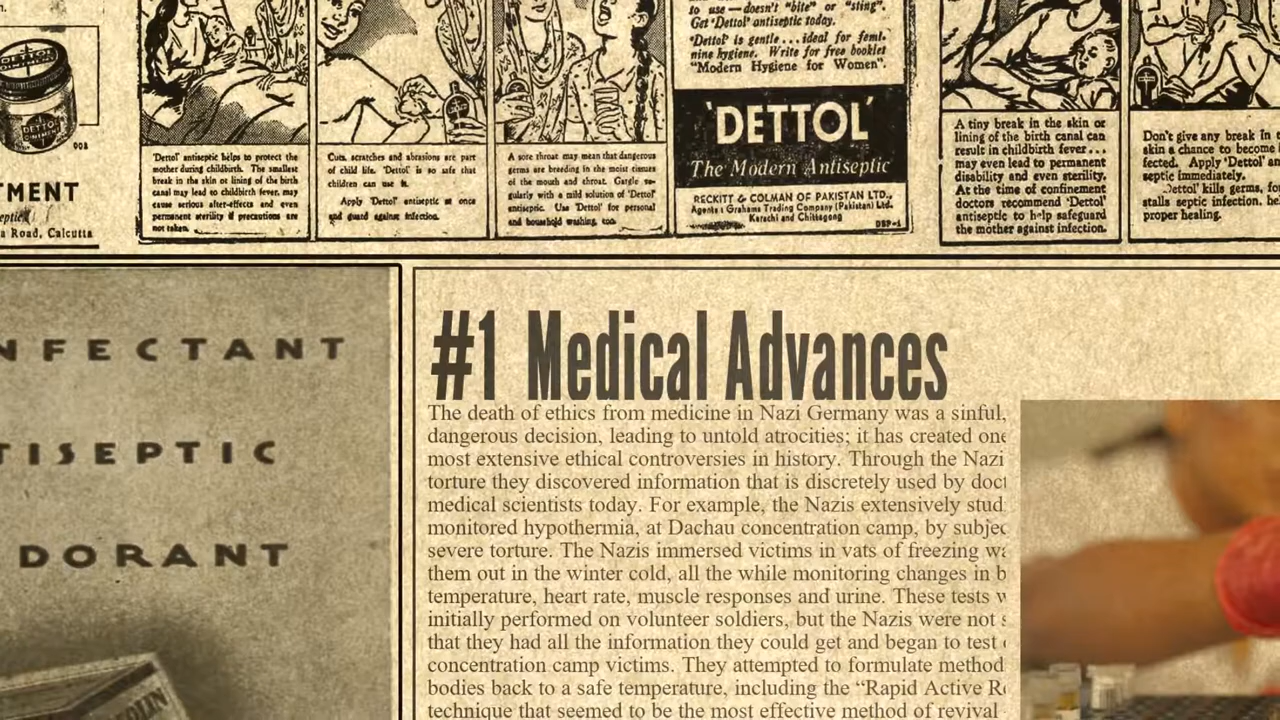 to use—doesn't "bite" or "sting".
Get 'Dettol' antiseptic today.
'Dettol' is gentle...ideal for femi-
nine hygiene. Write for free booklet
"Modern Hygiene for Women".
'DETTOL'
The Modern Antiseptic
RECKITT & COLMAN OF PAKISTAN LTD.,
Agents: Grahams Trading Company (Pakistan) Ltd.
Karachi and Chittagong
DSP-1
TMENT
a Road, Calcutta
'Dettol' antiseptic helps to protect the
mother during childbirth. The smallest
break in the skin or lining of the birth
canal may lead to childbirth fever, may
cause serious after-effects and even
permanent sterility if precautions are
not taken.
Cuts, scratches and abrasions are part
of child life. 'Dettol' is so safe that
children can use it.
Apply 'Dettol' antiseptic at once
and guard against infection.
A sore throat may mean that dangerous
germs are breeding in the moist tissues
of the mouth and throat. Gargle re-
gularly with a mild solution of 'Dettol'
antiseptic. Use 'Dettol' for personal
and household washing, too.
A tiny break in the skin or
lining of the birth canal can
result in childbirth fever...
may even lead to permanent
disability and even sterility.
At the time of confinement
doctors recommend 'Dettol'
antiseptic to help safeguard
the mother against infection.
Don't give any break in t
skin a chance to become i
fected. Apply 'Dettol' an
septic immediately.
'Dettol' kills germs, fo
stalls septic infection, hel
proper healing.
NFECTANT
TISEPTIC
DORANT
#1 Medical Advances
The death of ethics from medicine in Nazi Germany was a sinful,
dangerous decision, leading to untold atrocities; it has created one
most extensive ethical controversies in history. Through the Nazi
torture they discovered information that is discretely used by doct
medical scientists today. For example, the Nazis extensively stud
monitored hypothermia, at Dachau concentration camp, by subjec
severe torture. The Nazis immersed victims in vats of freezing wa
them out in the winter cold, all the while monitoring changes in b
temperature, heart rate, muscle responses and urine. These tests w
initially performed on volunteer soldiers, but the Nazis were not s
that they had all the information they could get and began to test
concentration camp victims. They attempted to formulate method
bodies back to a safe temperature, including the “Rapid Active Re
technique that seemed to be the most effective method of revival